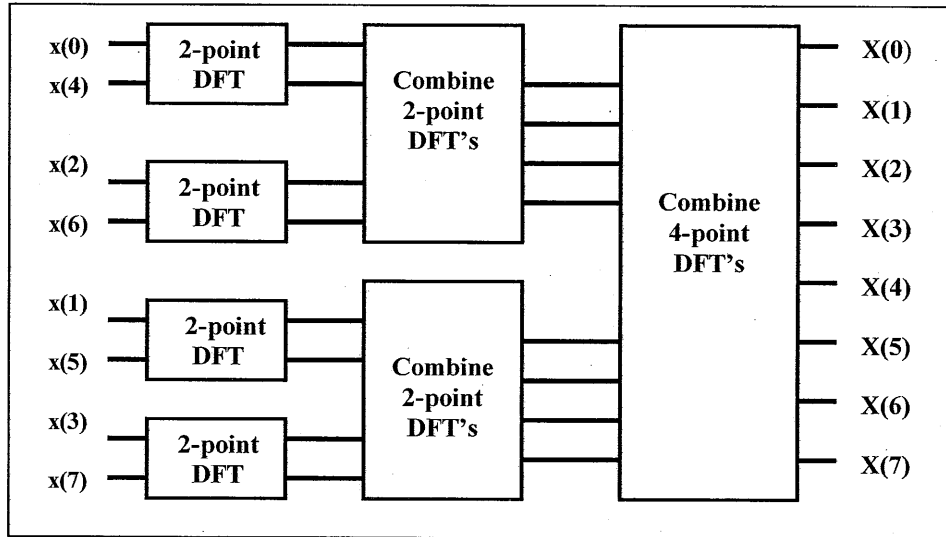 x(0)
x(4)
x(2)
x(6)
x(1)
x(5)
x(3)
x(7)
2-point
DFT
2-point
DFT
2-point
DFT
2-point
DFT
Combine
2-point
DFT's
Combine
2-point
DFT's
Combine
4-point
DFT's
X(0)
X(1)
X(2)
X(3)
X(4)
X(5)
X(6)
X(7)